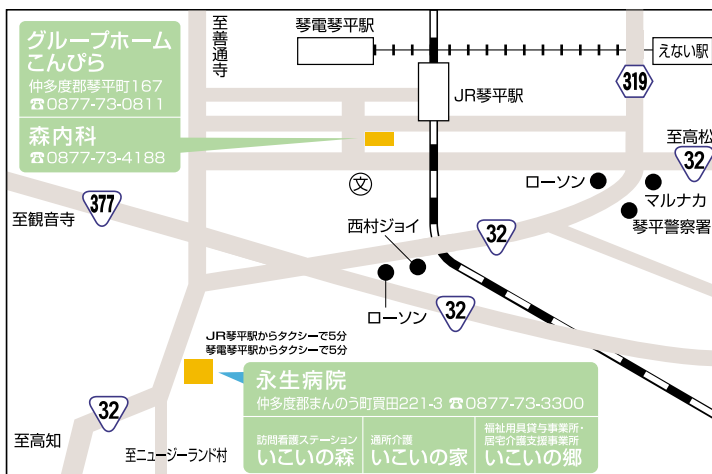 グループホーム
こんぴら
仲多度郡琴平町167
☎0877-73-0811
森内科
☎0877-73-4188
至善通寺
琴電琴平駅
えない駅
319
JR琴平駅
至高松
32
377
至観音寺
文
ローソン
マルナカ
琴平警察署
西村ジョイ
32
ローソン
32
JR琴平駅からタクシーで5分
琴電琴平駅からタクシーで5分
永生病院
仲多度郡まんのう町買田221-3 ☎0877-73-3300
訪問看護ステーション
いこいの森
通所介護
いこいの家
福祉用具貸与事業所・
居宅介護支援事業所
いこいの郷
32
至高知
至ニュージーランド村